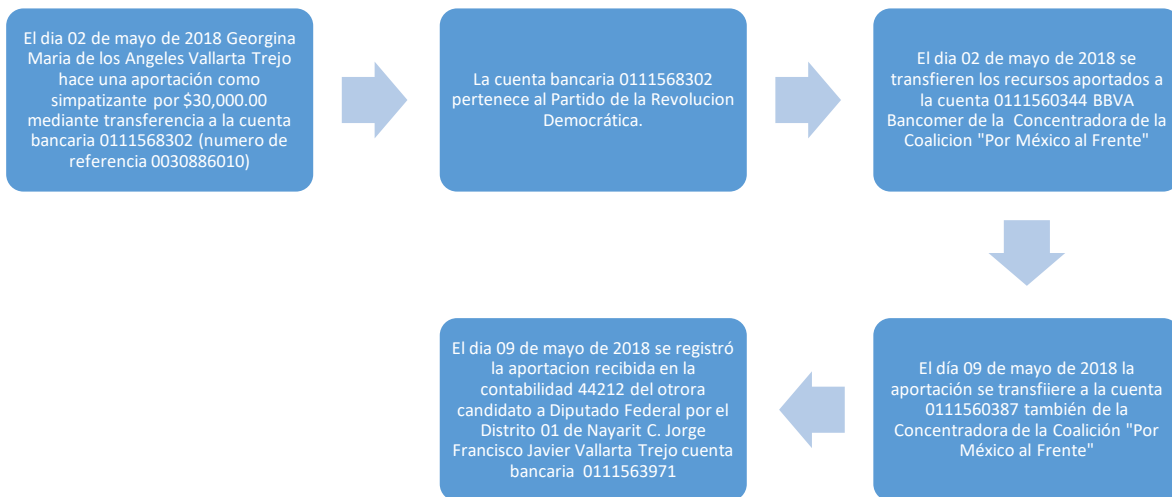 El dia 02 de mayo de 2018 Georgina
Maria de los Angeles Vallarta Trejo
hace una aportación como
simpatizante por $30,000.00
mediante transferencia a la cuenta
bancaria 0111568302 (numero de
referencia 0030886010)
La cuenta bancaria 0111568302
pertenece al Partido de la Revolucion
Democrática.
El dia 02 de mayo de 2018 se
transfieren los recursos aportados a
la cuenta 0111560344 BBVA
Bancomer de la Concentradora de la
Coalicion "Por México al Frente"
El día 09 de mayo de 2018 la
aportación se transfiiere a la cuenta
0111560387 también de la
Concentradora de la Coalición "Por
México al Frente"
El dia 09 de mayo de 2018 se registró
la aportacion recibida en la
contabilidad 44212 del otrora
candidato a Diputado Federal por el
Distrito 01 de Nayarit C. Jorge
Francisco Javier Vallarta Trejo cuenta
bancaria 0111563971